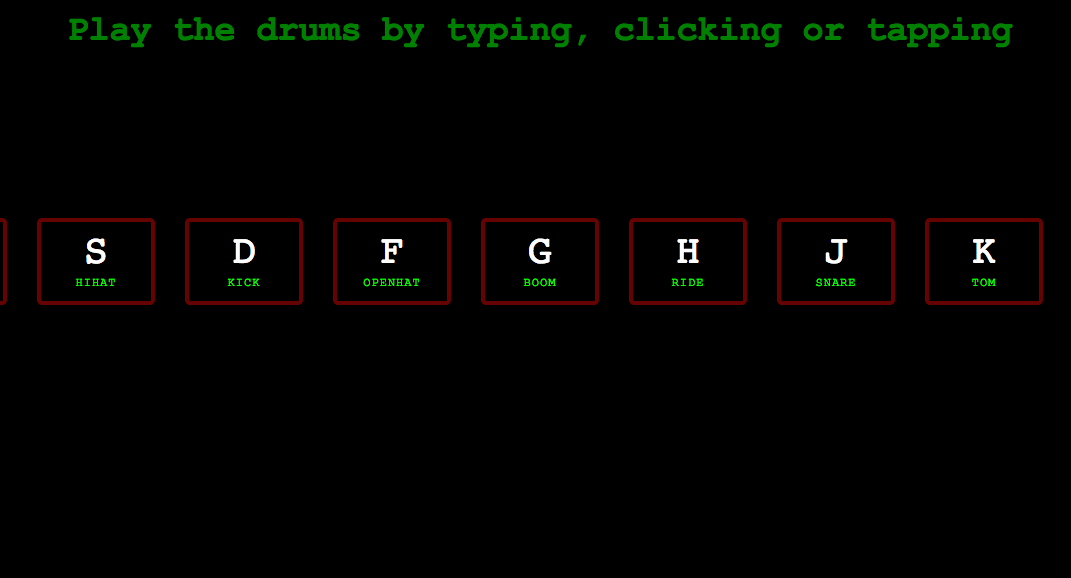 Play the drums by typing, clicking or tapping
S D F G H J K
HIHAT KICK OPENHAT BOOM RIDE SNARE TOM